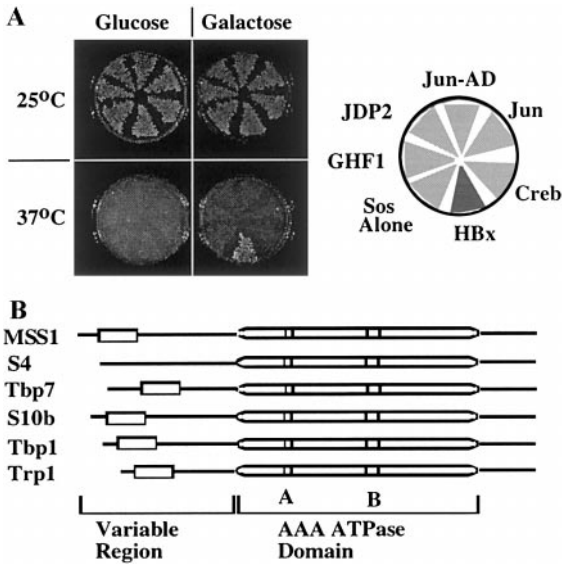 A
Glucose
Galactose
25°C
37°C
Jun-AD
JDP2
Jun
GHF1
Creb
Sos
Alone
HBx
B
MSS1
S4
Tbp7
S10b
Tbp1
Trp1
A
B
Variable
Region
AAA ATPase
Domain